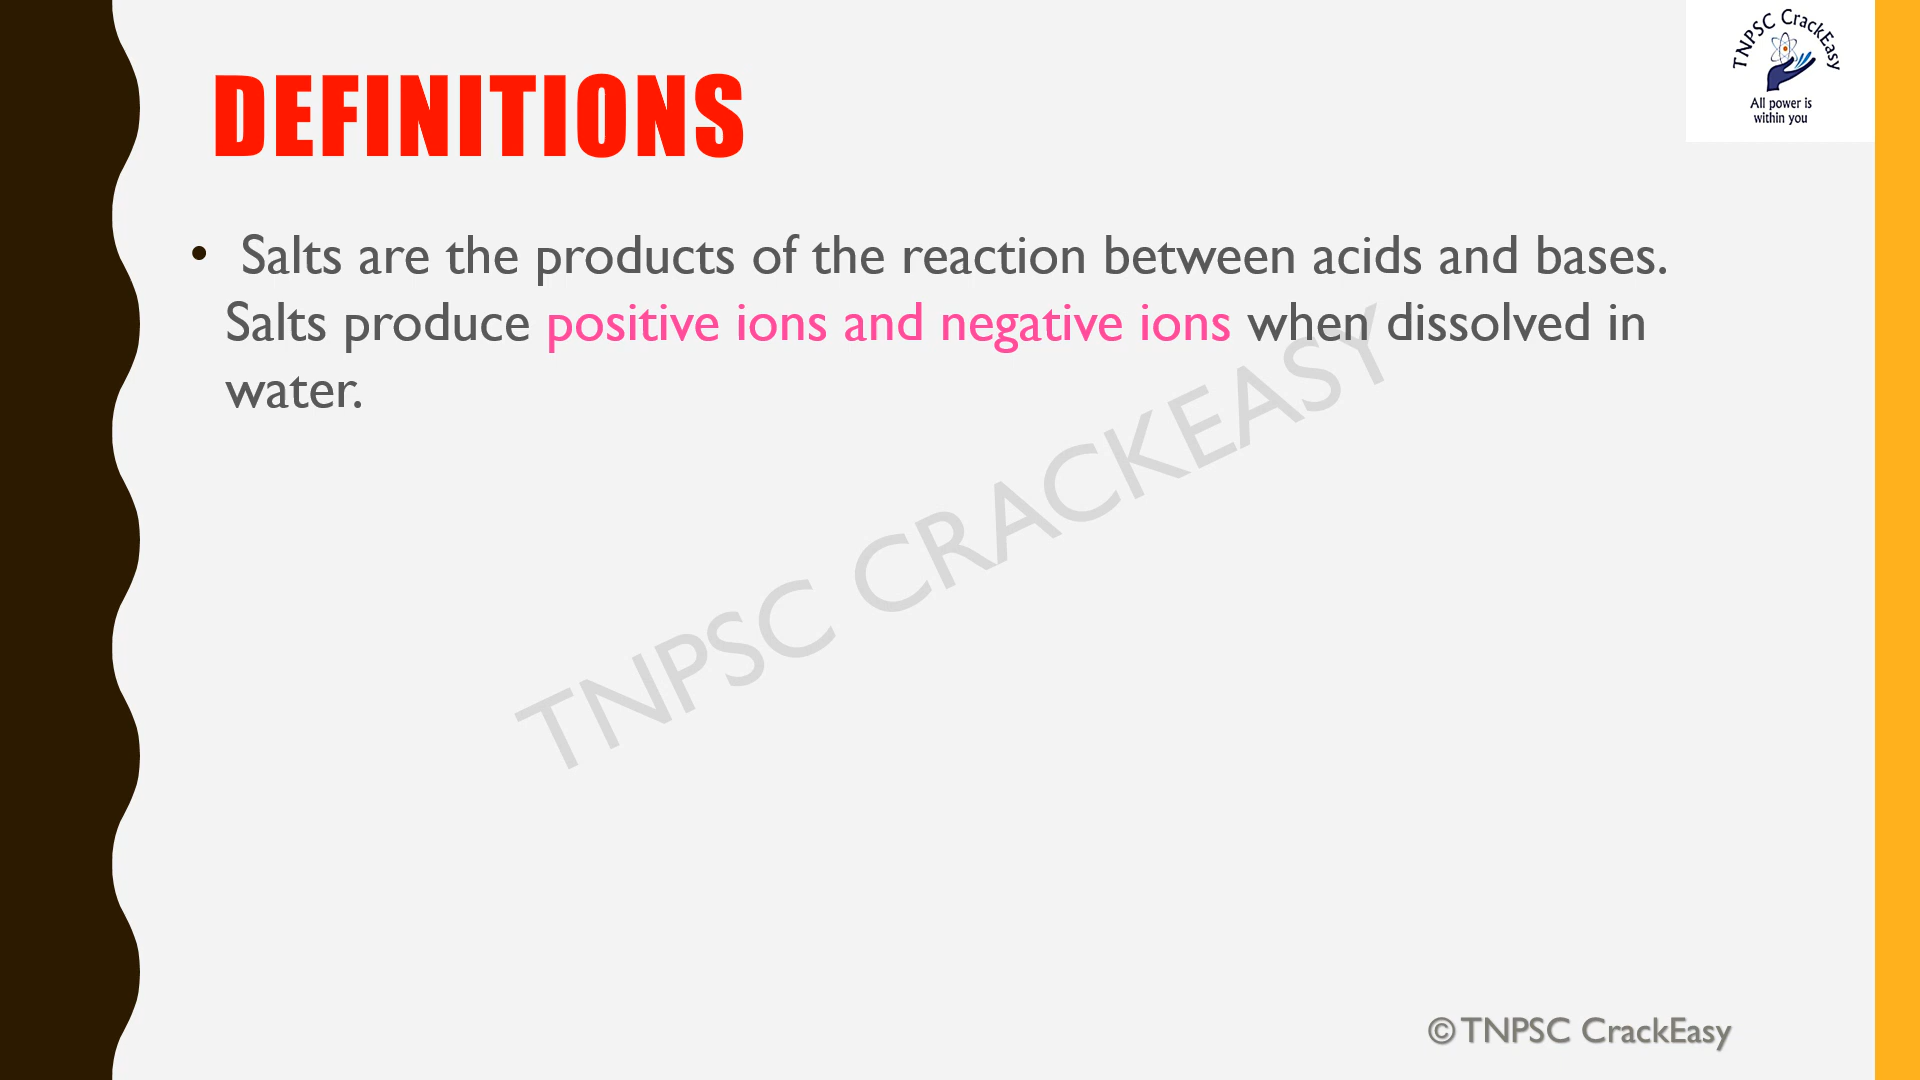 TNPSC CrackEasy
All power is
within you
DEFINITIONS
• Salts are the products of the reaction between acids and bases.
Salts produce positive ions and negative ions when dissolved in
water.
TNPSC CRACKEASY
© TNPSC CrackEasy